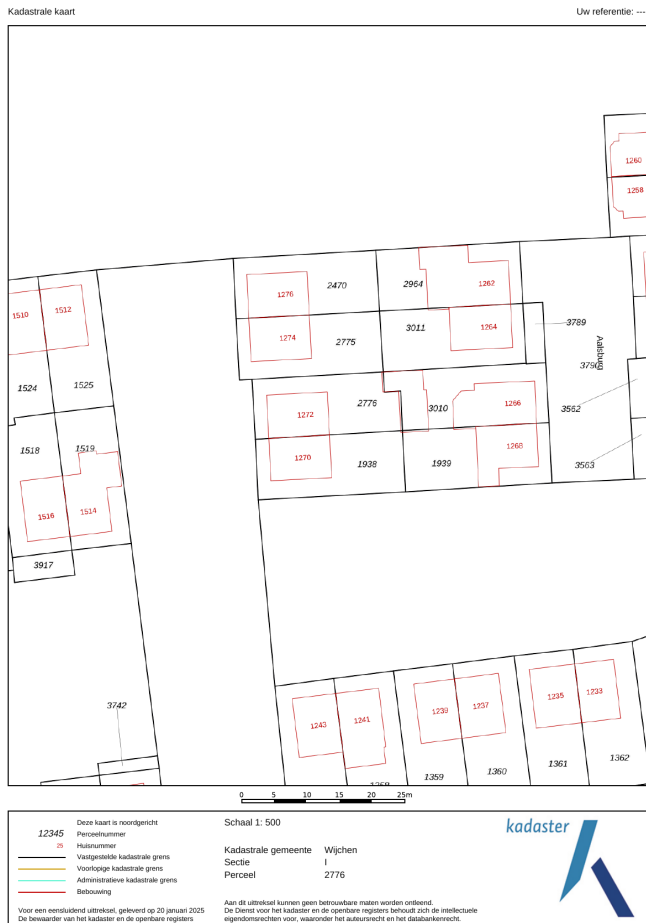 Kadastrale kaart
Uw referentie: ---
1260
1258
1276
2470
2964
1262
1510
1512
1274
2775
3011
1264
3789
Aalsburg
1524
1525
1272
2776
3010
1266
3562
1518
1519
1270
1938
1939
1268
3563
1516
1514
3917
3742
1243
1241
1239
1237
1235
1233
1359
1360
1361
1362
0 5 10 15 20 25m
Deze kaart is noordgericht
12345 Perceelnummer
25 Huisnummer
Vastgestelde kadastrale grens
Voorlopige kadastrale grens
Administratieve kadastrale grens
Bebouwing
Voor een eensluidend uittreksel, geleverd op 20 januari 2025
De bewaarder van het kadaster en de openbare registers
Schaal 1: 500
Kadastrale gemeente Wijchen
Sectie I
Perceel 2776
Aan dit uittreksel kunnen geen betrouwbare maten worden ontleend.
De Dienst voor het kadaster en de openbare registers behoudt zich de intellectuele
eigendomsrechten voor, waaronder het auteursrecht en het databankenrecht.
kadaster